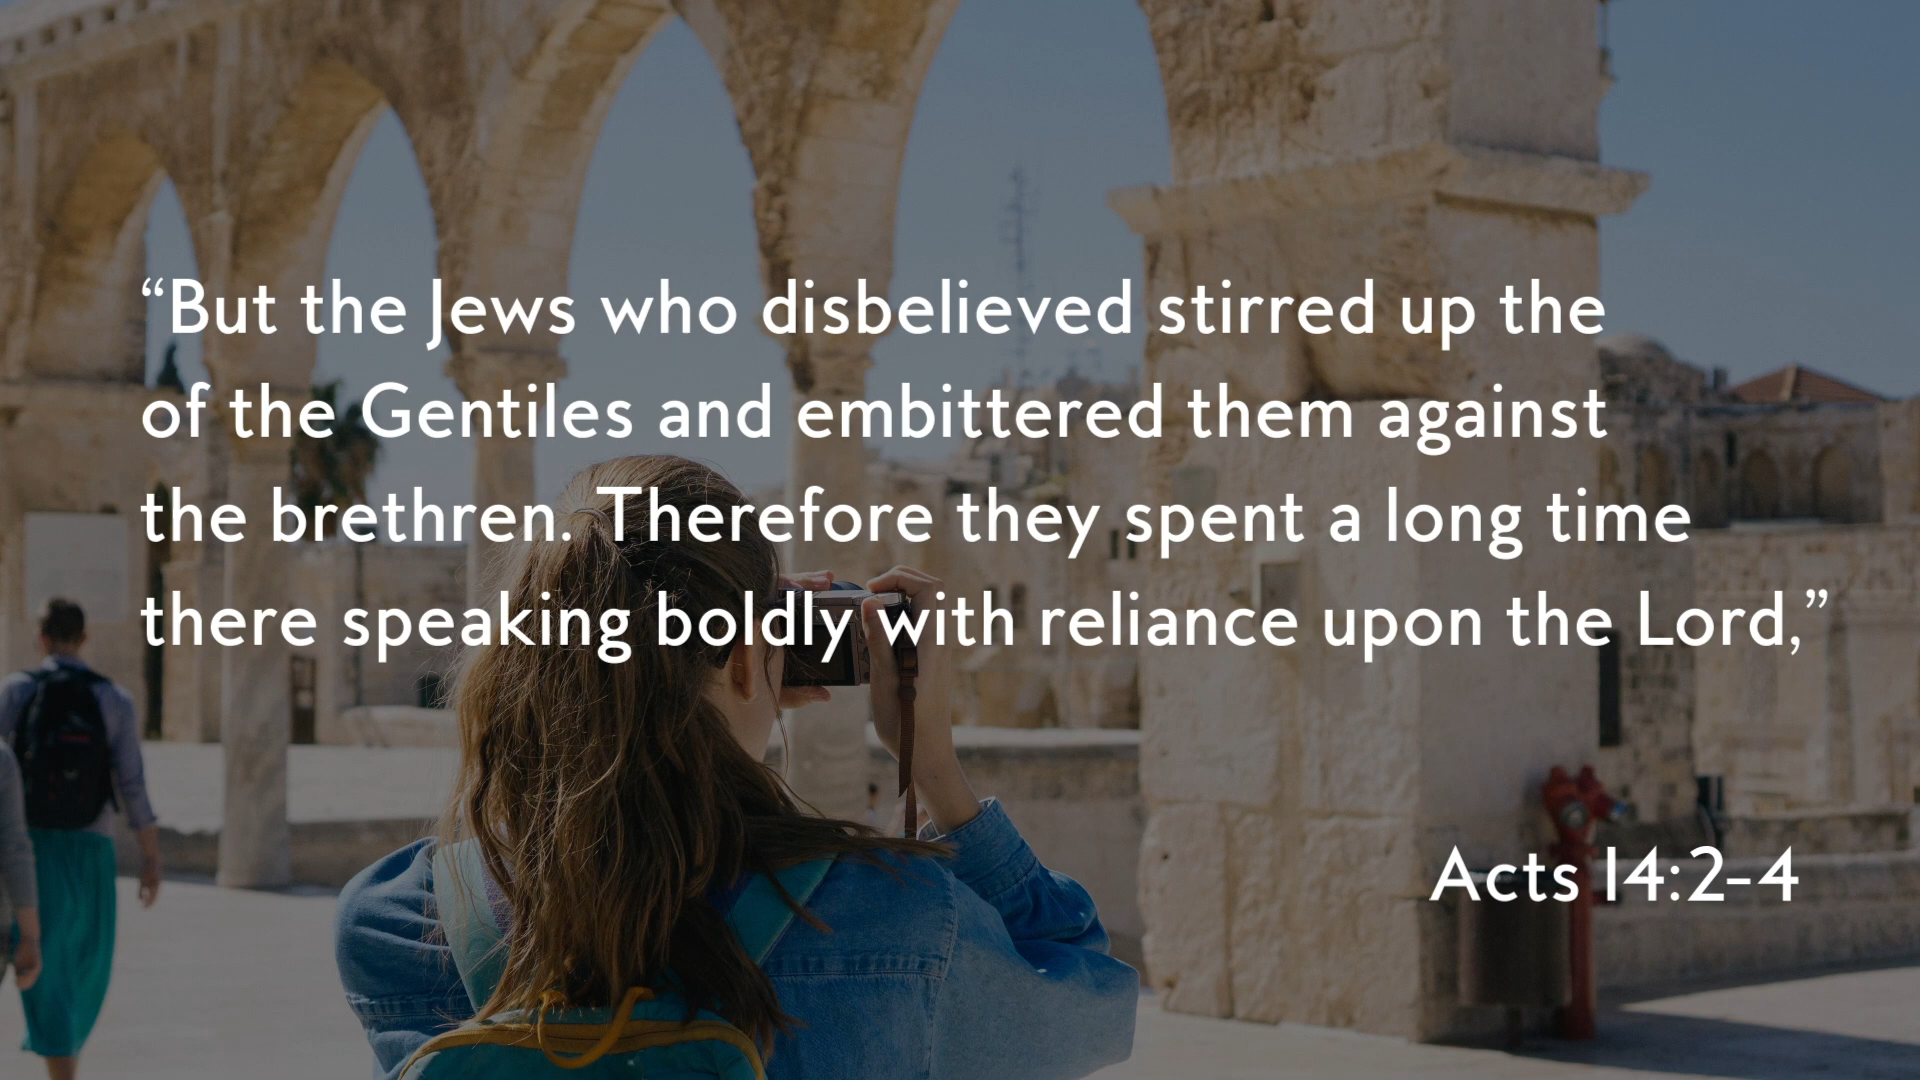 “But the Jews who disbelieved stirred up the
of the Gentiles and embittered them against
the brethren. Therefore they spent a long time
there speaking boldly with reliance upon the Lord,”
Acts 14:2-4